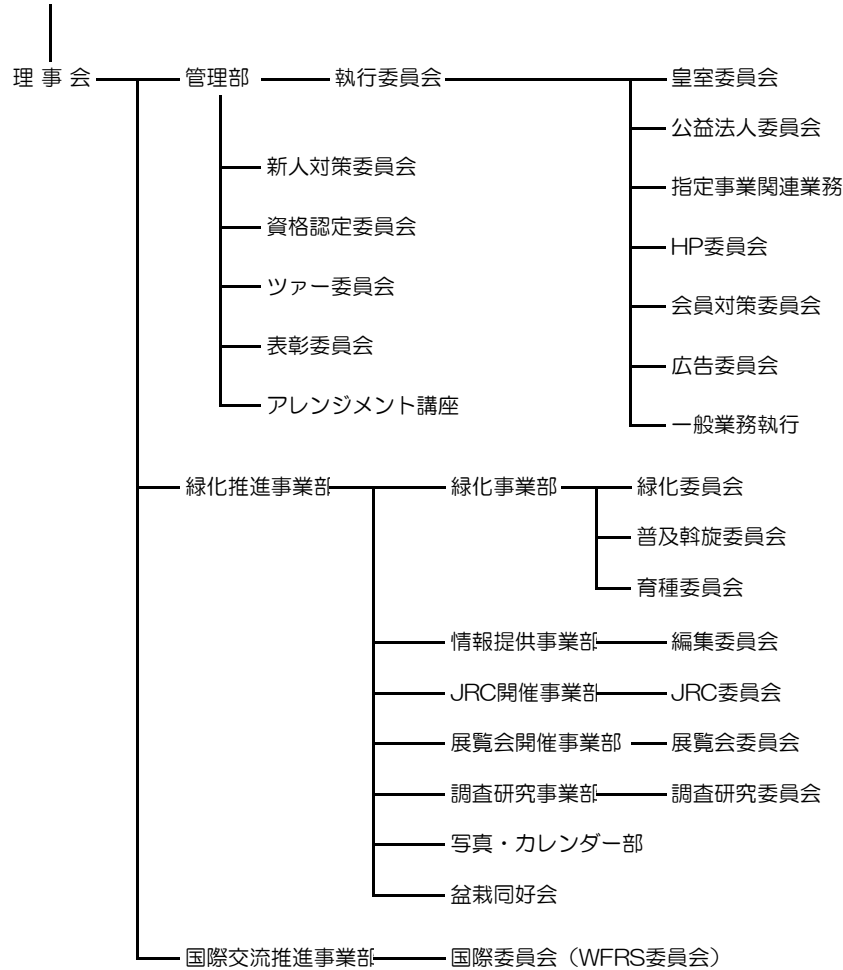 理事会 管理部 執行委員会 皇室委員会
公益法人委員会
新人対策委員会
指定事業関連業務
資格認定委員会
HP委員会
ツァー委員会
会員対策委員会
表彰委員会
広告委員会
アレンジメント講座
一般業務執行
緑化推進事業部 緑化事業部 緑化委員会
普及斡旋委員会
育種委員会
情報提供事業部 編集委員会
JRC開催事業部 JRC委員会
展覧会開催事業部 展覧会委員会
調査研究事業部 調査研究委員会
写真・カレンダー部
盆栽同好会
国際交流推進事業部 国際委員会（WFRS委員会）